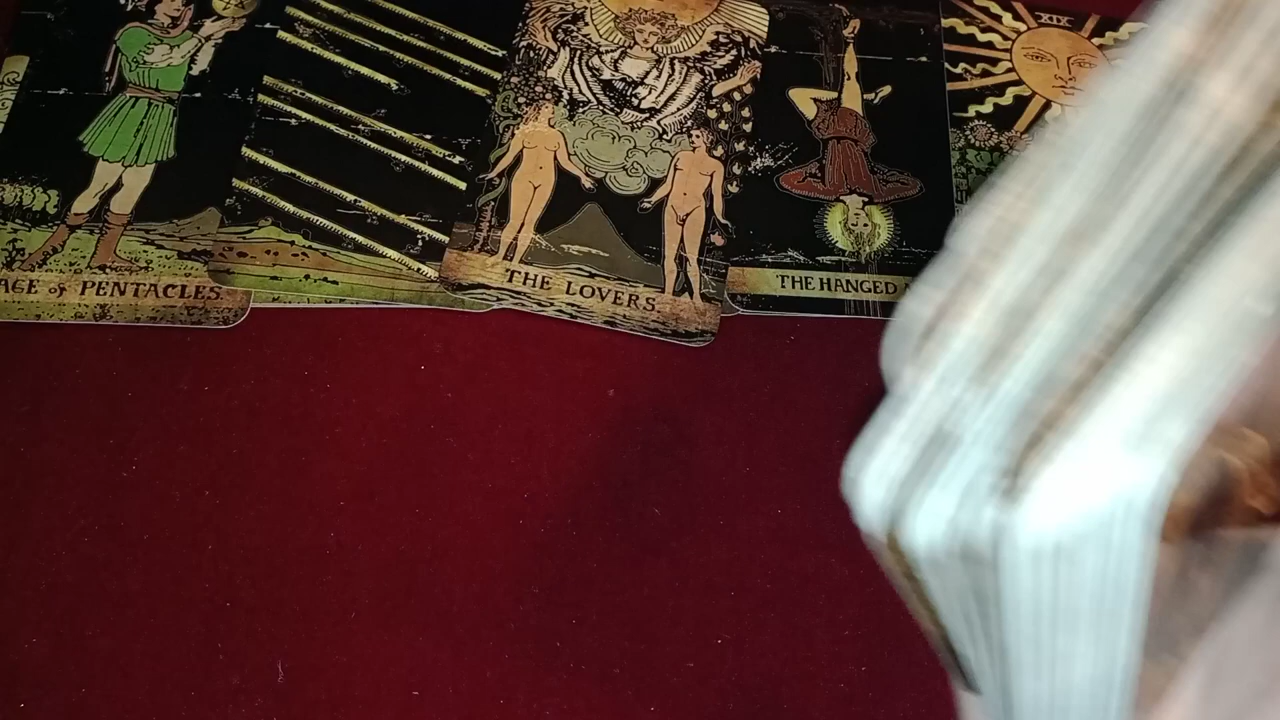 AGE of PENTACLES.
THE LOVERS.
THE HANGED
XIX